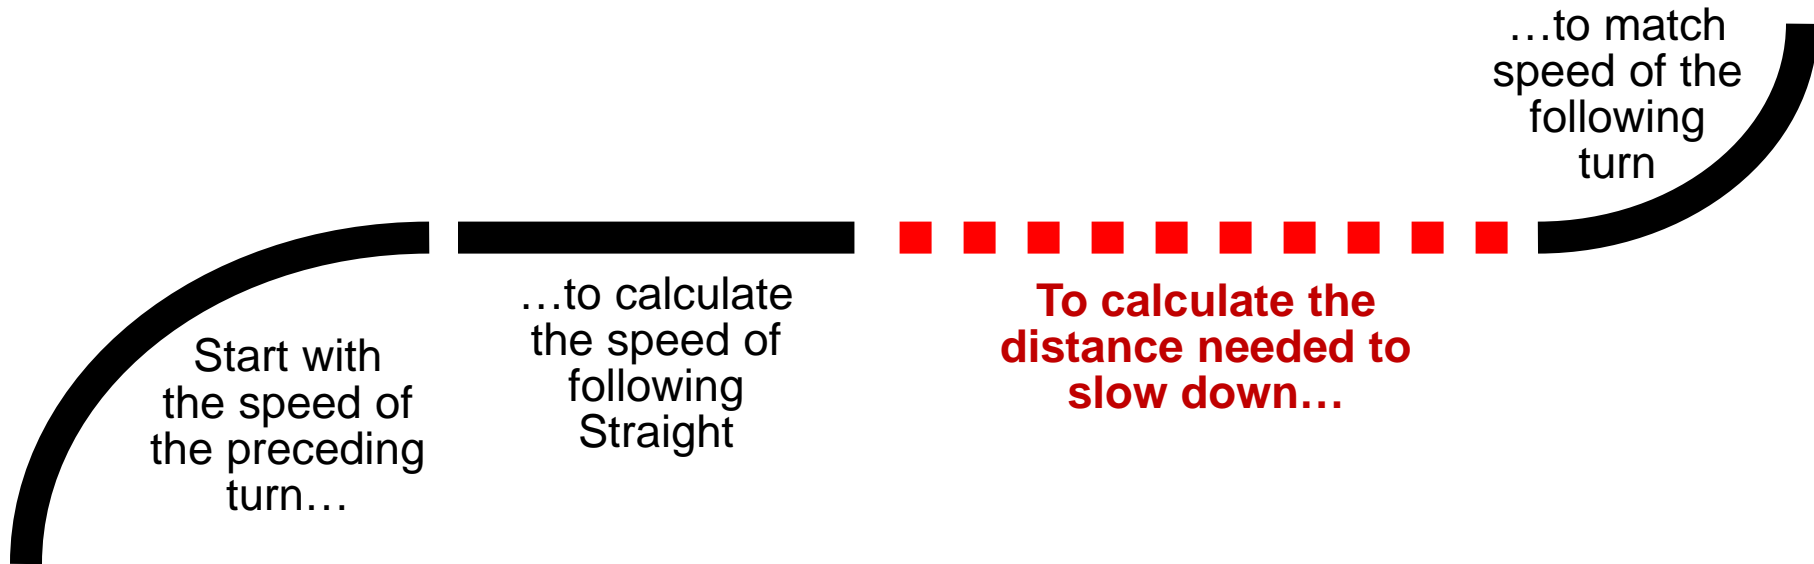 Start with
the speed of
the preceding
turn…
…to calculate
the speed of
following
Straight
To calculate the
distance needed to
slow down…
…to match
speed of the
following
turn